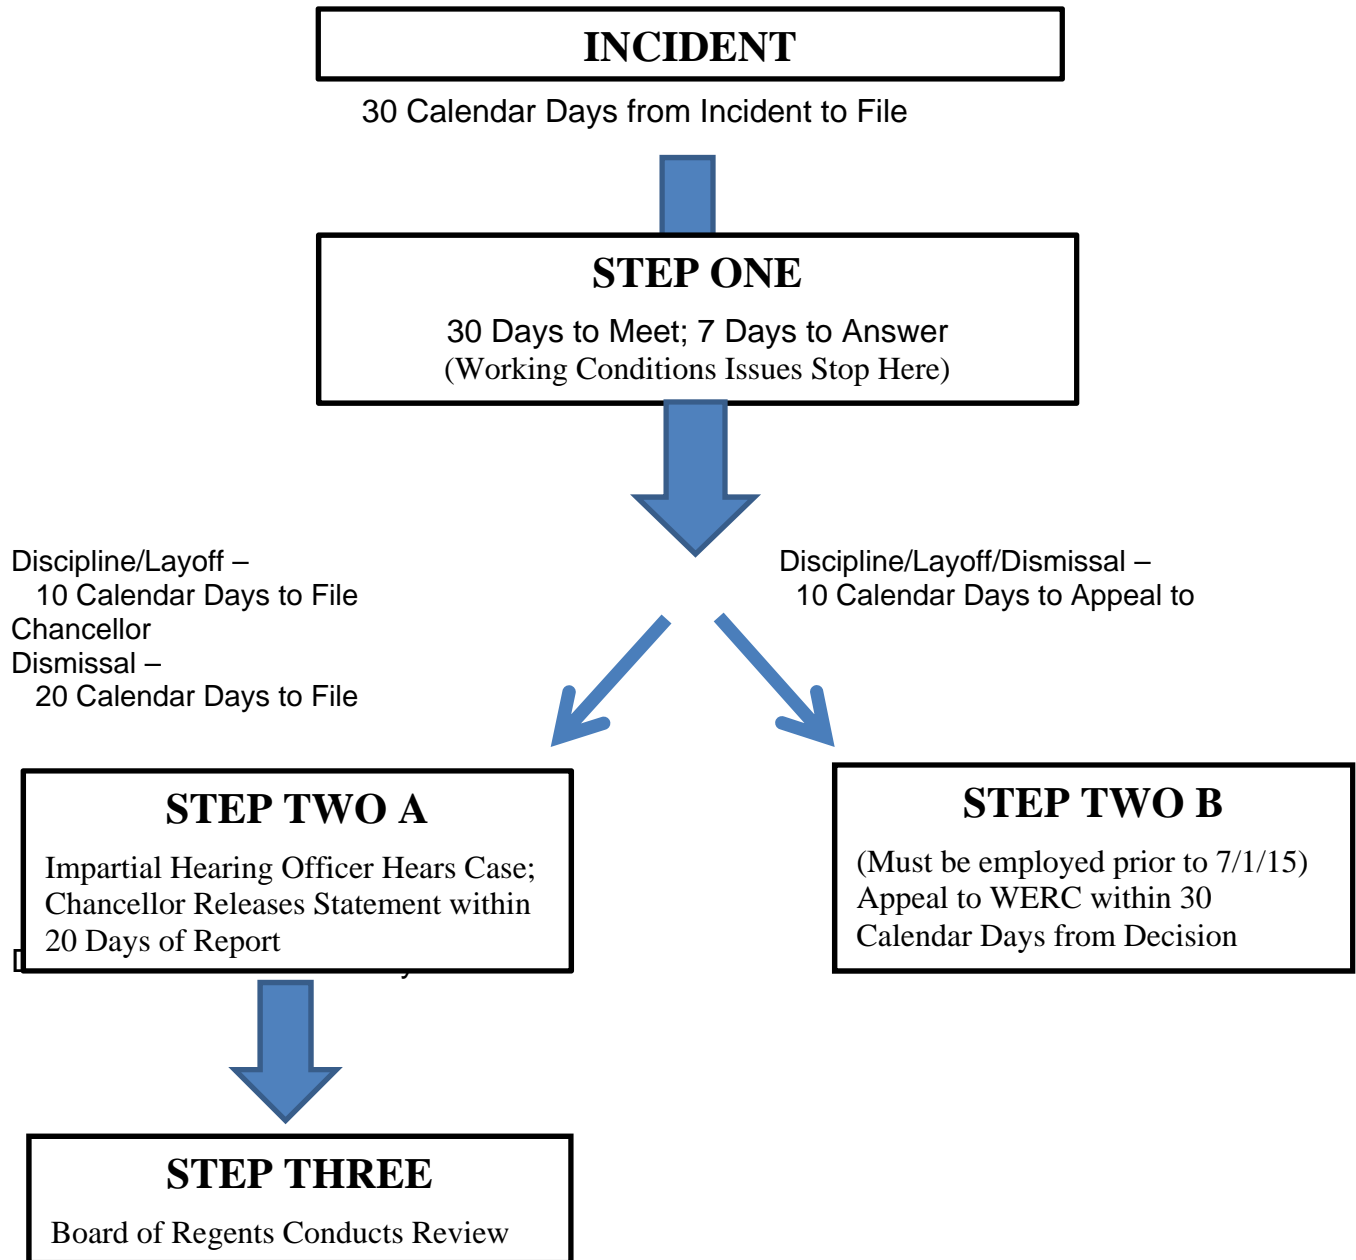 INCIDENT
30 Calendar Days from Incident to File
STEP ONE
30 Days to Meet; 7 Days to Answer
(Working Conditions Issues Stop Here)
Discipline/Layoff –
10 Calendar Days to File
Chancellor
Dismissal –
20 Calendar Days to File
Discipline/Layoff/Dismissal –
10 Calendar Days to Appeal to
STEP TWO A
Impartial Hearing Officer Hears Case;
Chancellor Releases Statement within
20 Days of Report
STEP TWO B
(Must be employed prior to 7/1/15)
Appeal to WERC within 30
Calendar Days from Decision
STEP THREE
Board of Regents Conducts Review